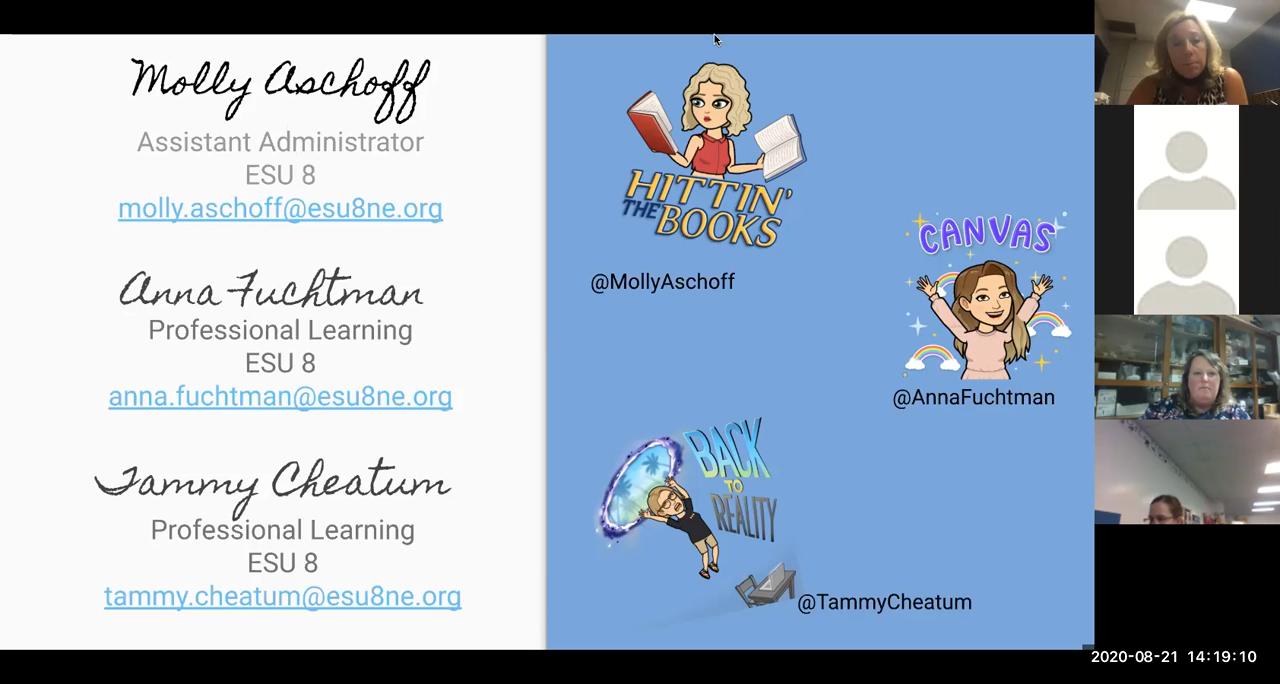 Molly Aschoff
Assistant Administrator
ESU 8
molly.aschoff@esu8ne.org
Anna Fuchtman
Professional Learning
ESU 8
anna.fuchtman@esu8ne.org
Tammy Cheatum
Professional Learning
ESU 8
tammy.cheatum@esu8ne.org
HITTIN'
THE BOOKS
@MollyAschoff
CANVAS
@AnnaFuchtman
BACK
TO
REALITY
@TammyCheatum
2020-08-21 14:19:10